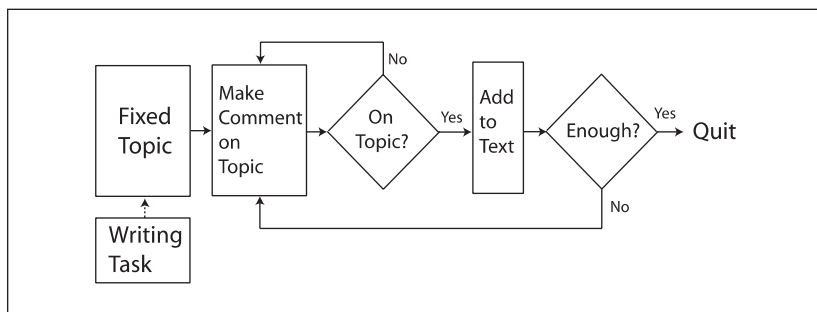 Fixed
Topic
Writing
Task
Make
Comment
on
Topic
No
On
Topic?
Yes
Add
to
Text
Enough?
Yes
Quit
No